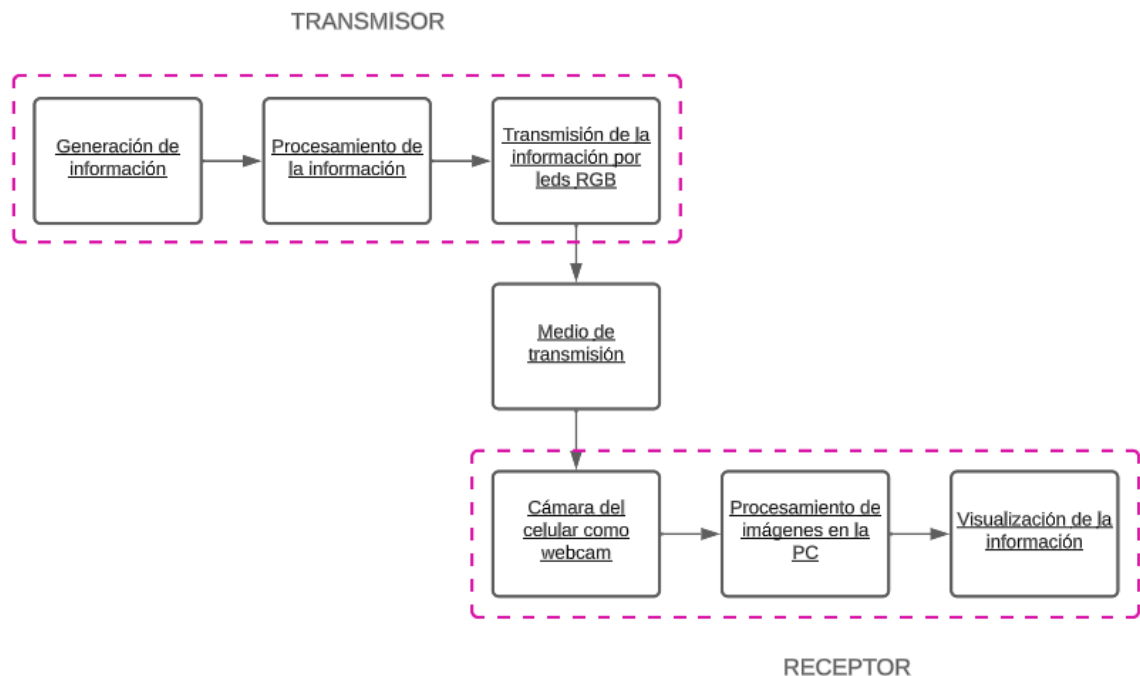 TRANSMISOR
Generación de
información
Procesamiento de
la información
Transmisión de la
información por
leds RGB
Medio de
transmisión
Cámara del
celular como
webcam
Procesamiento de
imágenes en la
PC
Visualización de la
información
RECEPTOR